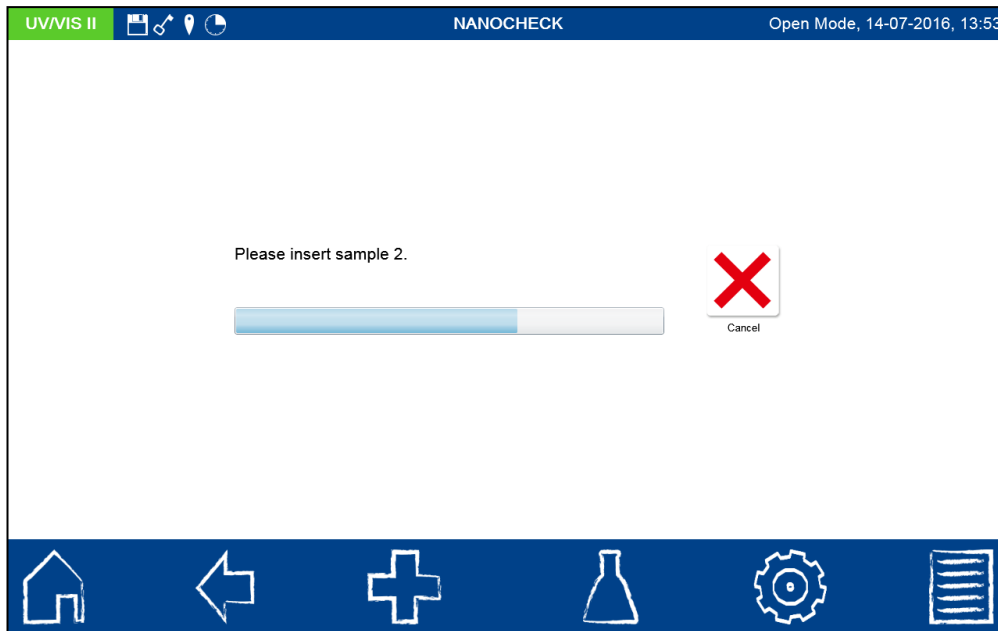 UV/VIS II NANOCHECK Open Mode, 14-07-2016, 13:53
Please insert sample 2.
Cancel